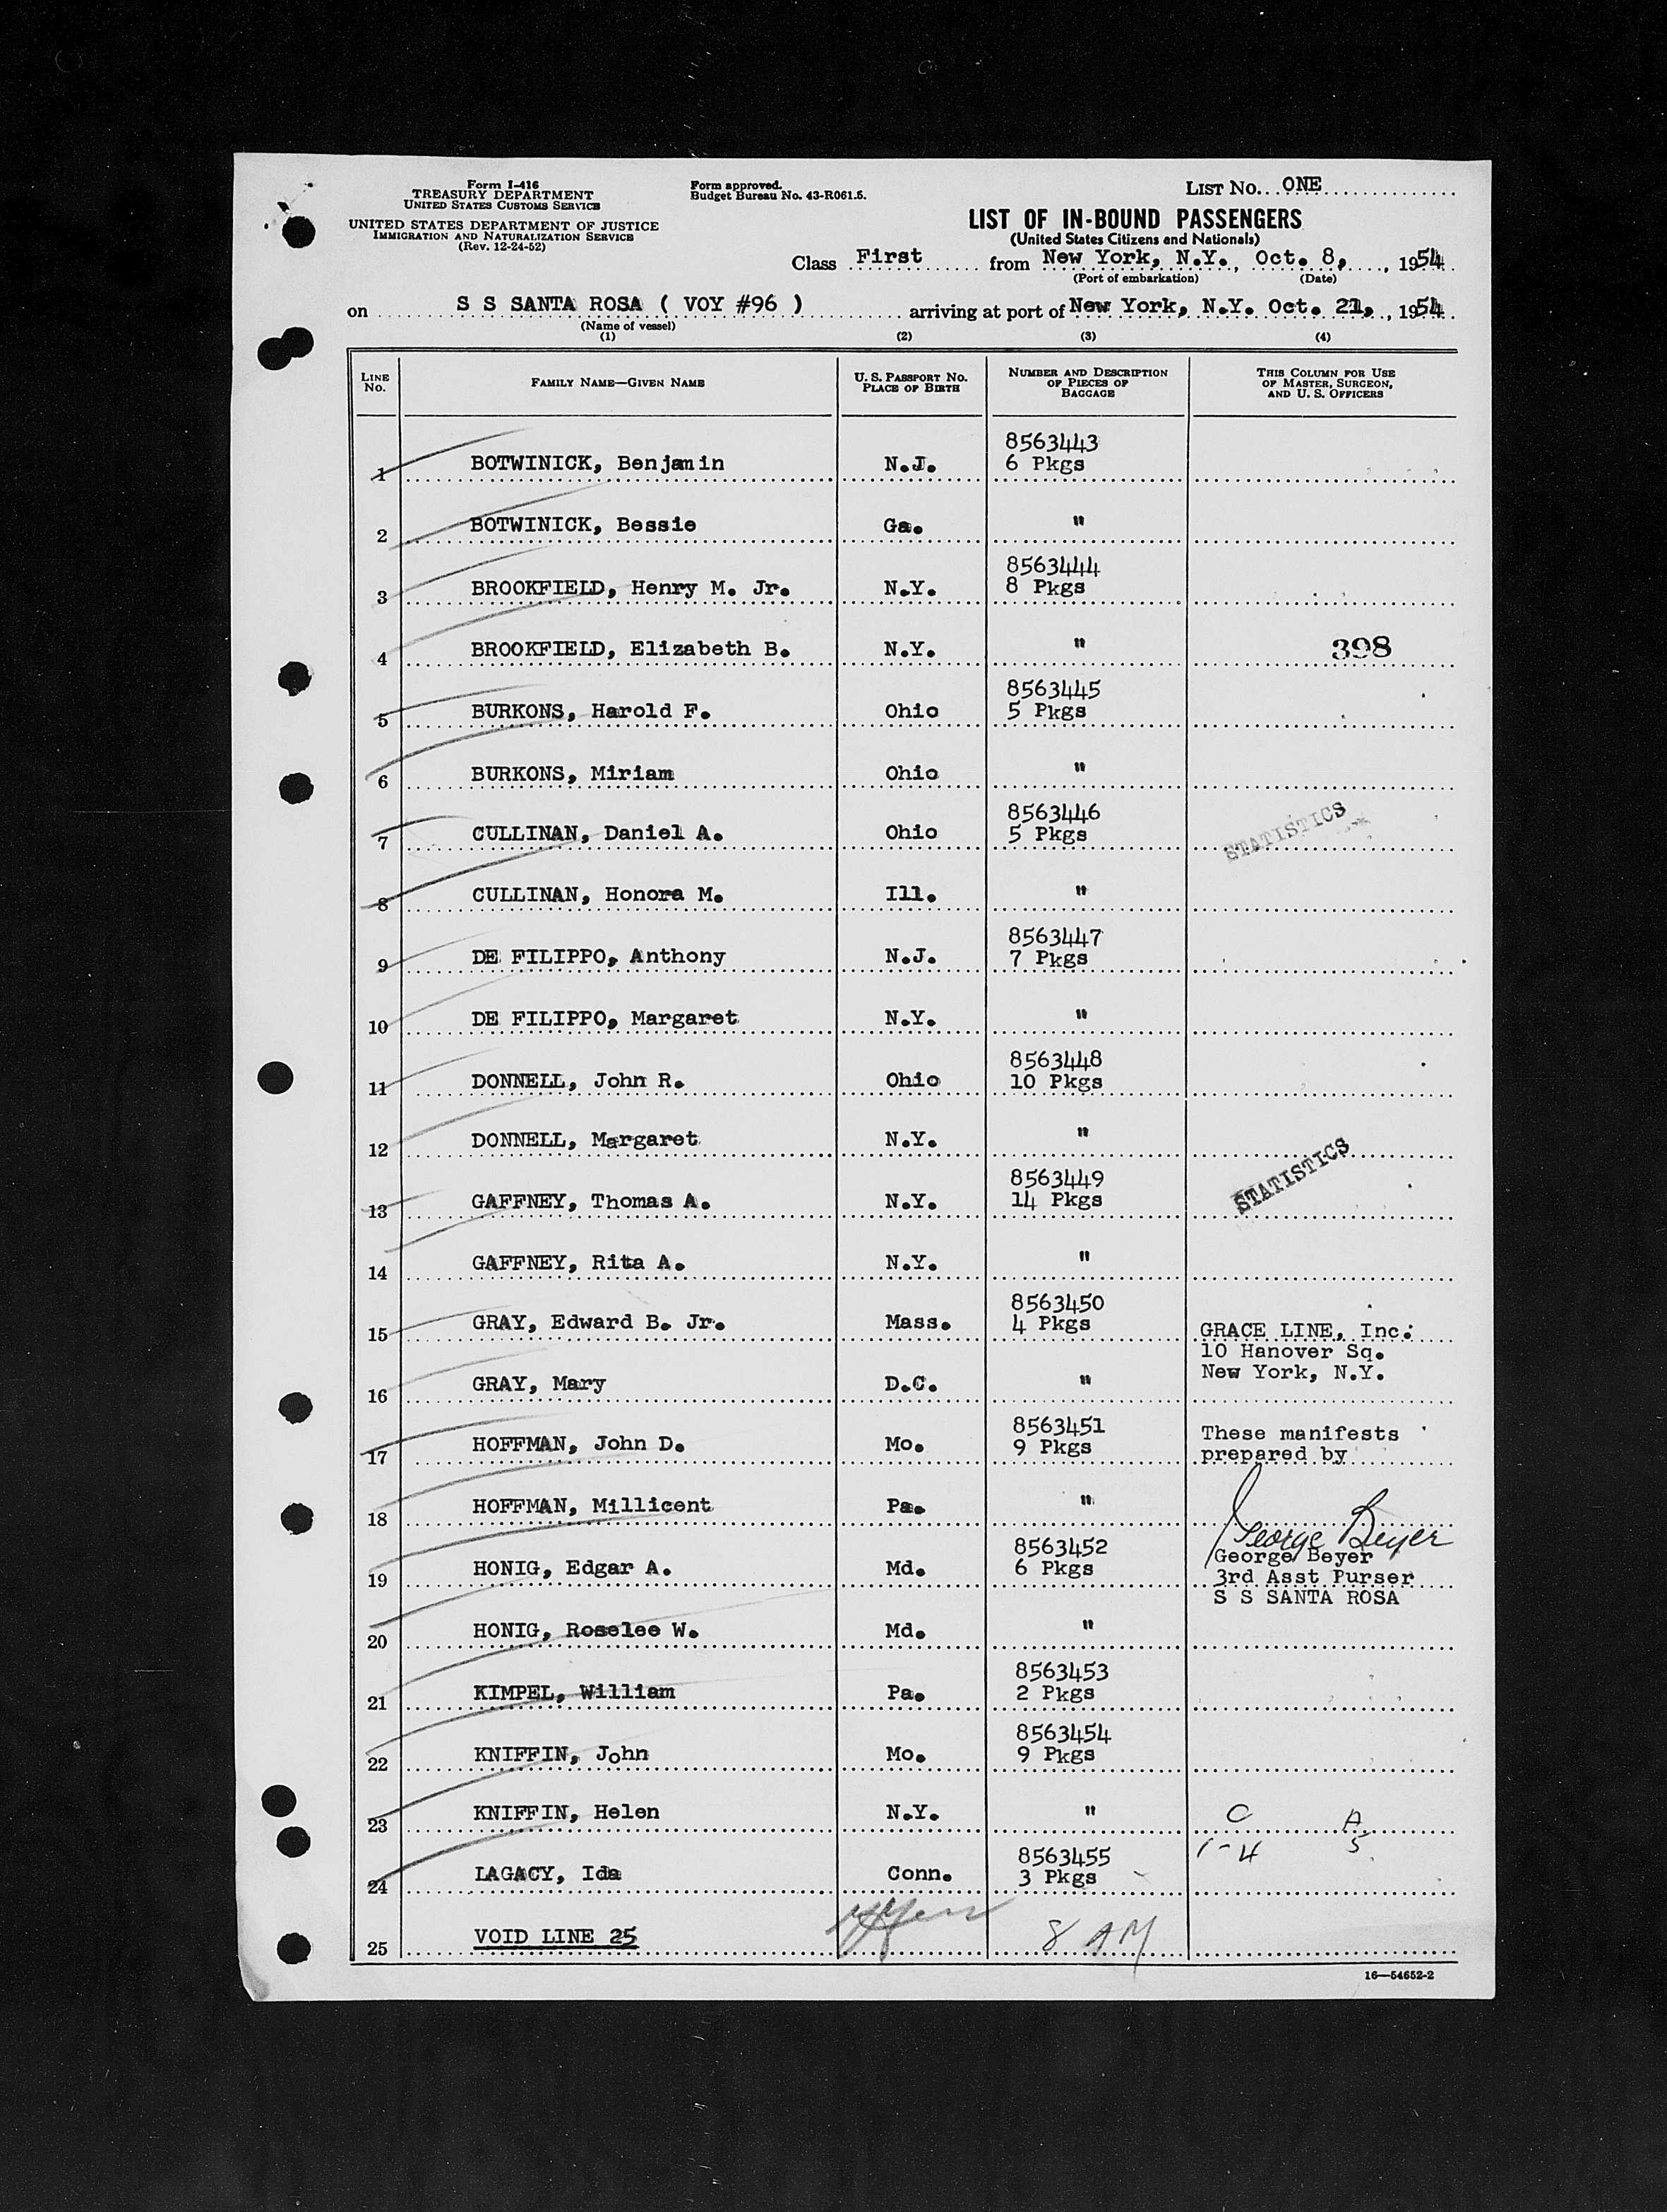 Form I-416
TREASURY DEPARTMENT
UNITED STATES CUSTOMS SERVICE
UNITED STATES DEPARTMENT OF JUSTICE
IMMIGRATION AND NATURALIZATION SERVICE
(Rev. 12-24-52)
Form approved.
Budget Bureau No. 43-R061.5.
LIST NO. ONE
LIST OF IN-BOUND PASSENGERS
(United States Citizens and Nationals)
Class First from New York, N.Y., Oct. 8, 1954
(Port of embarkation) (Date)
on S S SANTA ROSA ( VOY #96 ) arriving at port of New York, N.Y. Oct. 21, 1954
(Name of vessel)
(1) (2) (3) (4)
LINE NO. FAMILY NAME—GIVEN NAME U. S. PASSPORT NO. PLACE OF BIRTH NUMBER AND DESCRIPTION OF PIECES OF BAGGAGE THIS COLUMN FOR USE OF MASTER, SURGEON, AND U. S. OFFICERS
8563443
1 BOTWINICK, Benjamin N.J. 6 Pkgs
2 BOTWINICK, Bessie Ga. "
8563444
3 BROOKFIELD, Henry M. Jr. N.Y. 8 Pkgs
4 BROOKFIELD, Elizabeth B. N.Y. " 398
8563445
5 BURKONS, Harold F. Ohio 5 Pkgs
6 BURKONS, Miriam Ohio "
8563446
7 CULLINAN, Daniel A. Ohio 5 Pkgs STATISTICS
8 CULLINAN, Honora M. Ill. "
8563447
9 DE FILIPPO, Anthony N.J. 7 Pkgs
10 DE FILIPPO, Margaret N.Y. "
8563448
11 DONNELL, John R. Ohio 10 Pkgs
12 DONNELL, Margaret N.Y. "
8563449
13 GAFFNEY, Thomas A. N.Y. 14 Pkgs STATISTICS
14 GAFFNEY, Rita A. N.Y. "
8563450
15 GRAY, Edward B. Jr. Mass. 4 Pkgs GRACE LINE, Inc.
10 Hanover Sq.
New York, N.Y.
16 GRAY, Mary D.C. "
8563451
These manifests
17 HOFFMAN, John D. Mo. 9 Pkgs prepared by
18 HOFFMAN, Millicent Pa. "
George Beyer
8563452
George Beyer
19 HONIG, Edgar A. Md. 6 Pkgs 3rd Asst Purser
S S SANTA ROSA
20 HONIG, Roselee W. Md. "
8563453
21 KIMPEL, William Pa. 2 Pkgs
8563454
22 KNIFFIN, John Mo. 9 Pkgs
23 KNIFFIN, Helen N.Y. " C A
1-4 5
8563455
24 LAGACY, Ida Conn. 3 Pkgs
25 VOID LINE 25 8 AM
16—54652-2